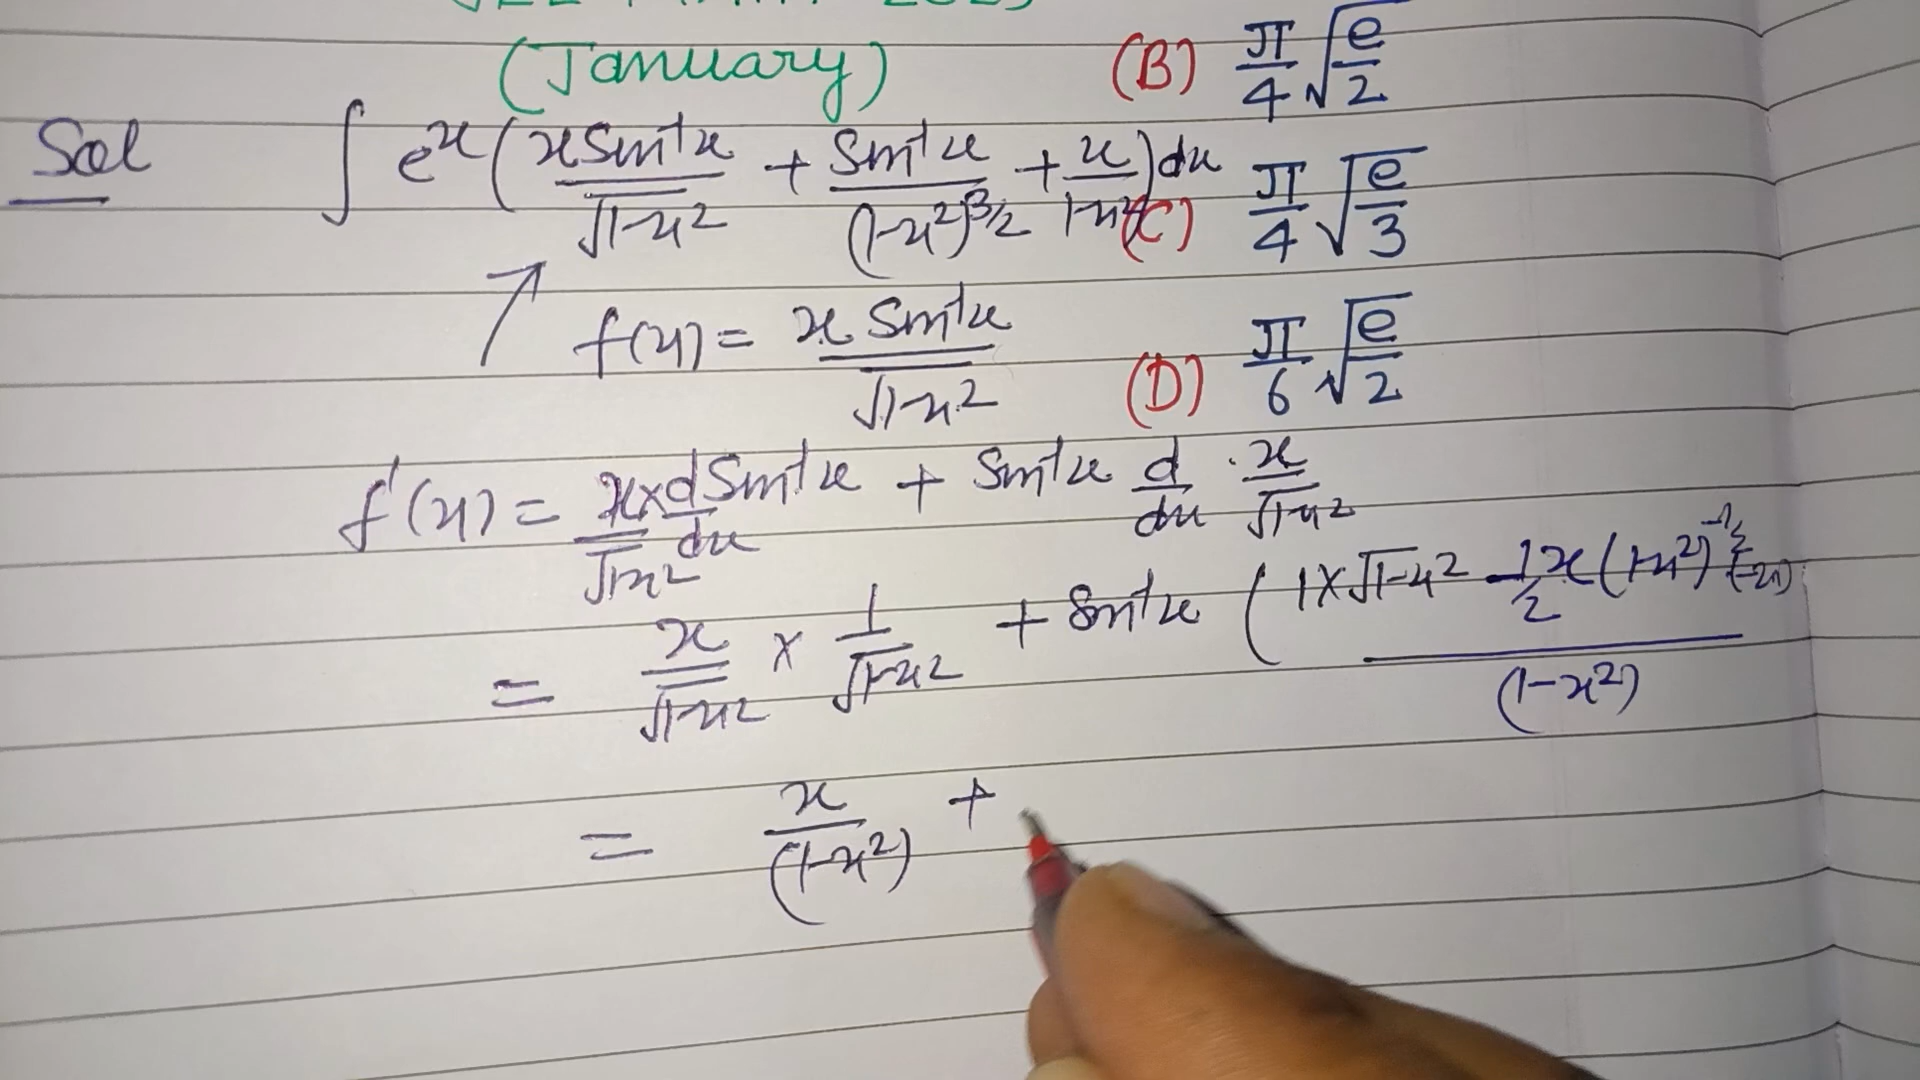 JEE MAIN 2025
(January)
(B) π/4 √(e/2)
Sol ∫ eˣ (x Sin⁻¹x/√(1-x²) + Sin⁻¹x/(1-x²)^(3/2) + x/(1-x²)) dx
(C) π/4 √(e/3)
f(x) = x Sin⁻¹x/√(1-x²)
(D) π/6 √(e/2)
f'(x) = x/√(1-x²) × d/dx Sin⁻¹x + Sin⁻¹x d/dx · x/√(1-x²)
= x/√(1-x²) × 1/√(1-x²) + Sin⁻¹x (1×√(1-x²) - 1/2 x(1-x²)^(-1/2) (-2x) / (1-x²)
= x/(1-x²) +